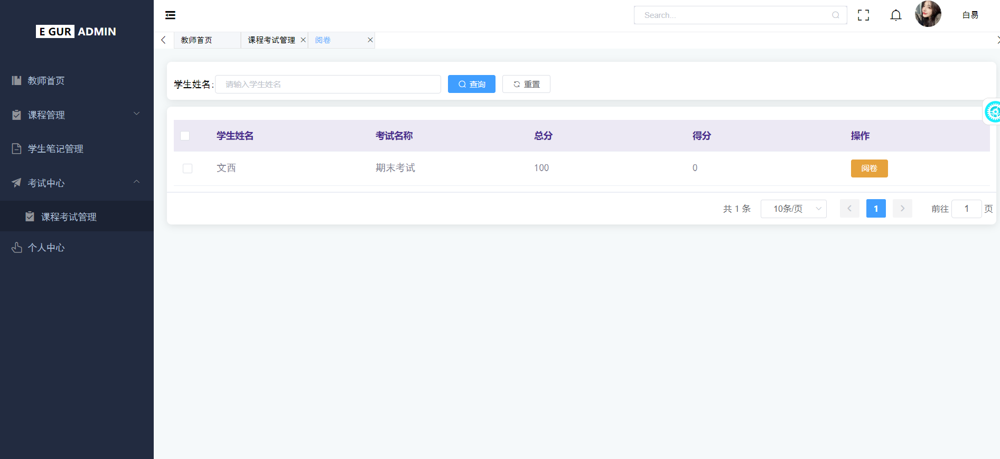 E GUR ADMIN
教师首页
课程管理
学生笔记管理
考试中心
课程考试管理
个人中心
Search...
白易
教师首页
课程考试管理
阅卷
学生姓名:
请输入学生姓名
查询
重置
学生姓名 考试名称 总分 得分 操作
文西 期末考试 100 0 阅卷
共 1 条 10条/页 1 前往 1 页